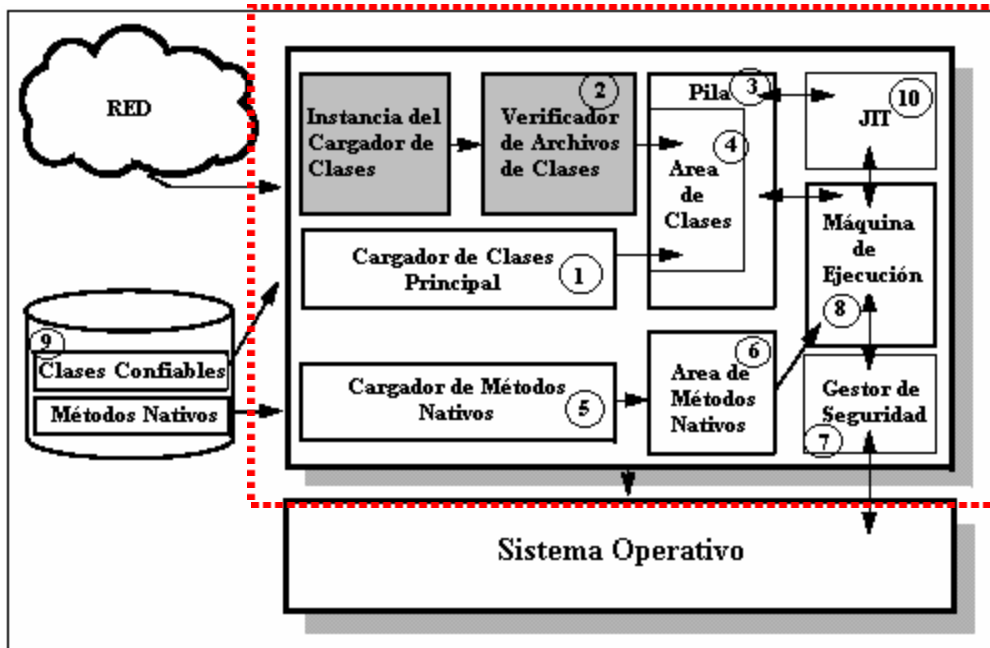 RED
Instancia del
Cargador de
Clases
2
Verificador
de Archivos
de Clases
Pila
3
4
Area
de
Clases
10
JIT
Cargador de Clases
Principal
1
Máquina
de
Ejecución
8
9
Clases Confiables
Métodos Nativos
Cargador de Métodos
Nativos
5
6
Area de
Métodos
Nativos
Gestor de
Seguridad
7
Sistema Operativo